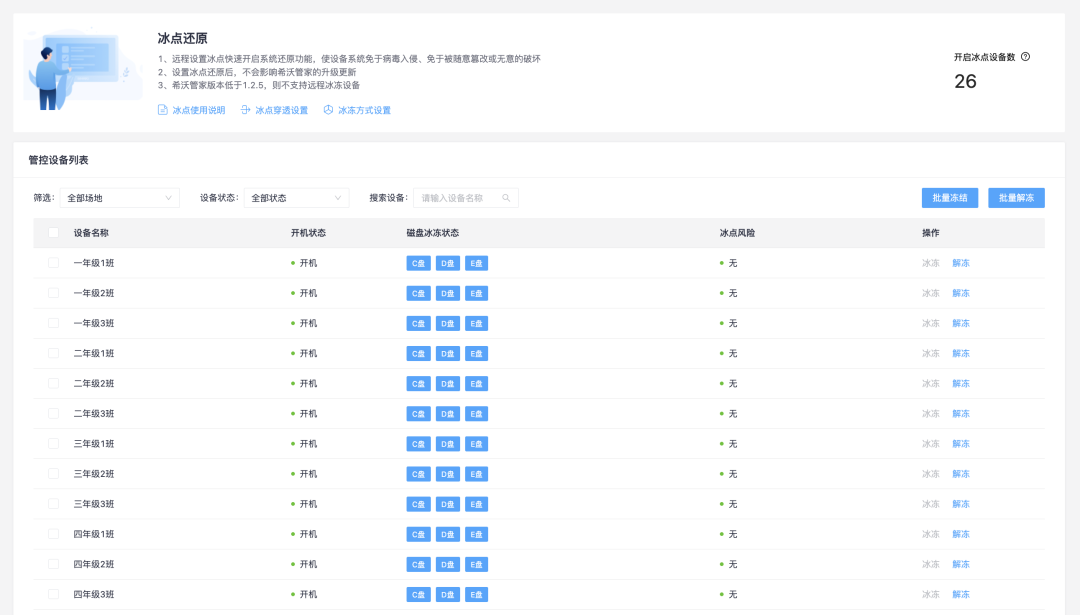 冰点还原
1、远程设置冰点快速开启系统还原功能，使设备系统免于病毒入侵、免于被随意篡改或无意的破坏
2、设置冰点还原后，不会影响希沃管家的升级更新
3、希沃管家版本低于1.2.5，则不支持远程冰冻设备
冰点使用说明 冰点穿透设置 冰冻方式设置
开启冰点设备数
26
管控设备列表
筛选： 全部场地 设备状态： 全部状态 搜索设备： 请输入设备名称 批量冻结 批量解冻
设备名称 开机状态 磁盘冰冻状态 冰点风险 操作
一年级1班 开机 C盘 D盘 E盘 无 冰冻 解冻
一年级2班 开机 C盘 D盘 E盘 无 冰冻 解冻
一年级3班 开机 C盘 D盘 E盘 无 冰冻 解冻
二年级1班 开机 C盘 D盘 E盘 无 冰冻 解冻
二年级2班 开机 C盘 D盘 E盘 无 冰冻 解冻
二年级3班 开机 C盘 D盘 E盘 无 冰冻 解冻
三年级1班 开机 C盘 D盘 E盘 无 冰冻 解冻
三年级2班 开机 C盘 D盘 E盘 无 冰冻 解冻
三年级3班 开机 C盘 D盘 E盘 无 冰冻 解冻
四年级1班 开机 C盘 D盘 E盘 无 冰冻 解冻
四年级2班 开机 C盘 D盘 E盘 无 冰冻 解冻
四年级3班 开机 C盘 D盘 E盘 无 冰冻 解冻